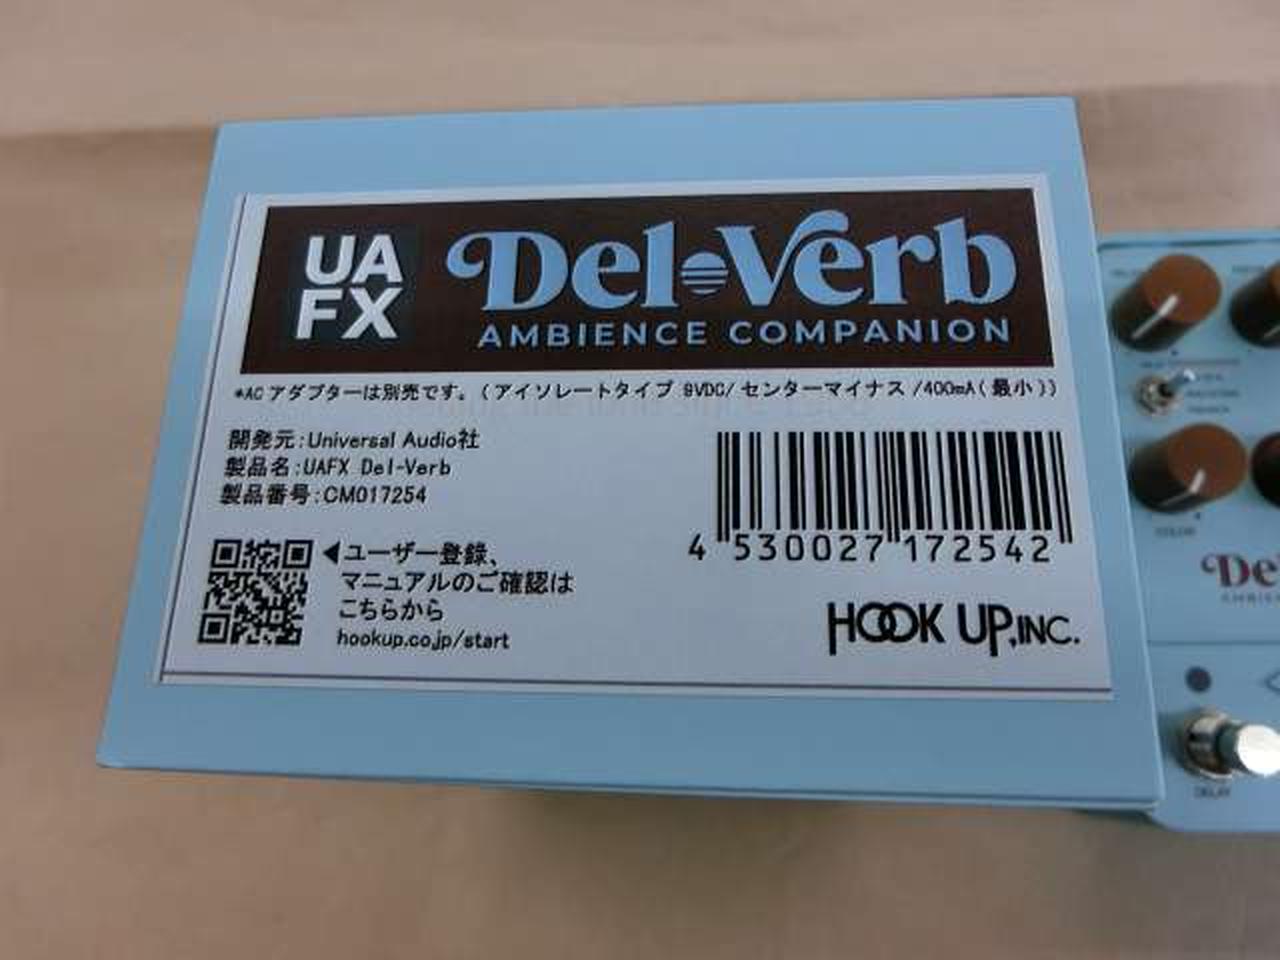 UA
FX
Del-Verb
AMBIENCE COMPANION
*ACアダプターは別売です。(アイソレートタイプ 9VDC/センターマイナス/400mA(最小))
開発元:Universal Audio社
製品名:UAFX Del-Verb
製品番号:CM017254
4 530027 172542
◀ユーザー登録、
マニュアルのご確認は
こちらから
hookup.co.jp/start
HOOK UP,INC.
COLOR
De
DELAY